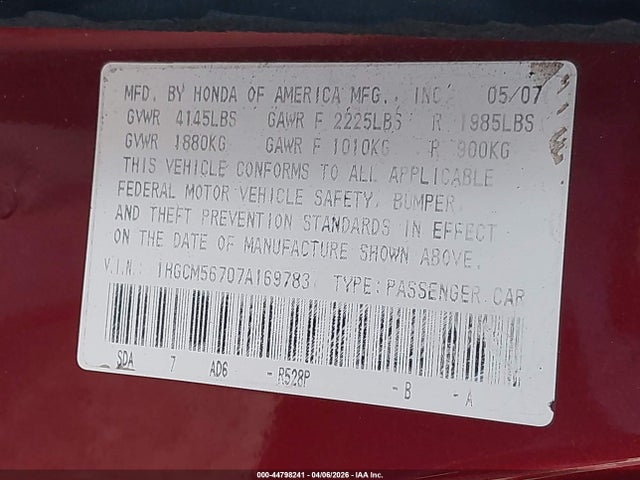 MFD. BY HONDA OF AMERICA MFG., INC. 05/07
GVWR 4145LBS GAWR F 2225LBS R 1985LBS
GVWR 1880KG GAWR F 1010KG R 900KG
THIS VEHICLE CONFORMS TO ALL APPLICABLE
FEDERAL MOTOR VEHICLE SAFETY, BUMPER,
AND THEFT PREVENTION STANDARDS IN EFFECT
ON THE DATE OF MANUFACTURE SHOWN ABOVE.
V.I.N.: 1HGCM56707A169783 TYPE:PASSENGER CAR
SDA 7 AD6 - R528P - B - A
000-44798241 - 04/06/2026 - IAA Inc.